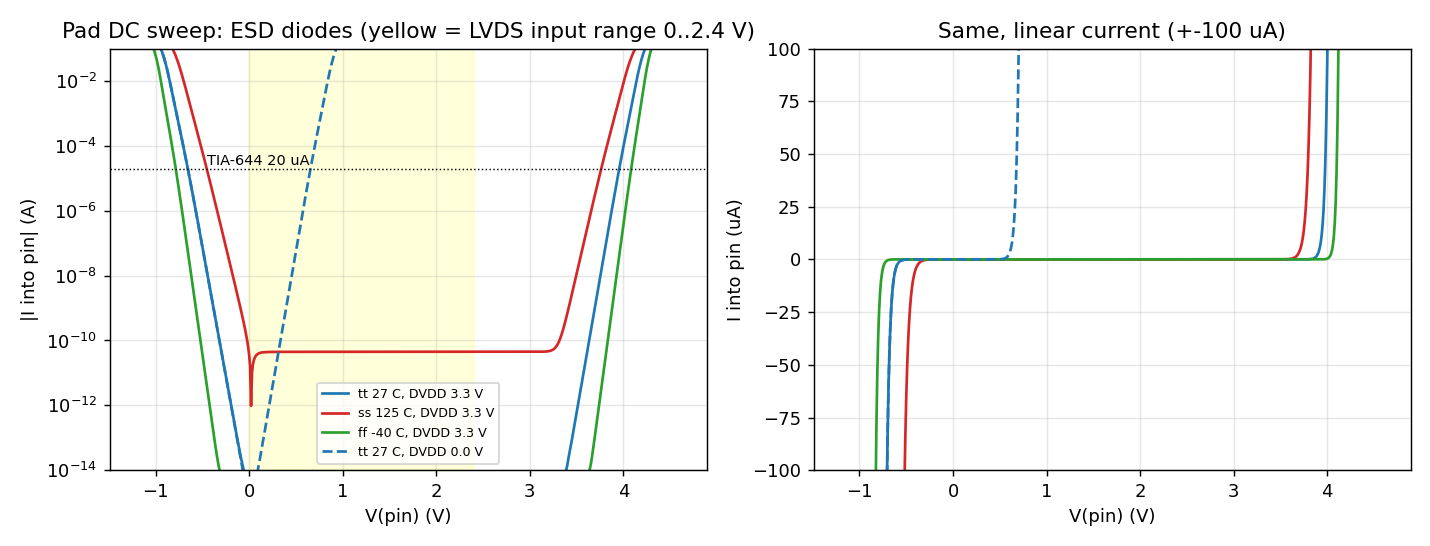 Pad DC sweep: ESD diodes (yellow = LVDS input range 0..2.4 V)
|I into pin| (A)
10⁻²
10⁻⁴
10⁻⁶
10⁻⁸
10⁻¹⁰
10⁻¹²
10⁻¹⁴
TIA-644 20 uA
tt 27 C, DVDD 3.3 V
ss 125 C, DVDD 3.3 V
ff -40 C, DVDD 3.3 V
tt 27 C, DVDD 0.0 V
−1 0 1 2 3 4
V(pin) (V)
Same, linear current (+-100 uA)
I into pin (uA)
100
75
50
25
0
−25
−50
−75
−100
−1 0 1 2 3 4
V(pin) (V)